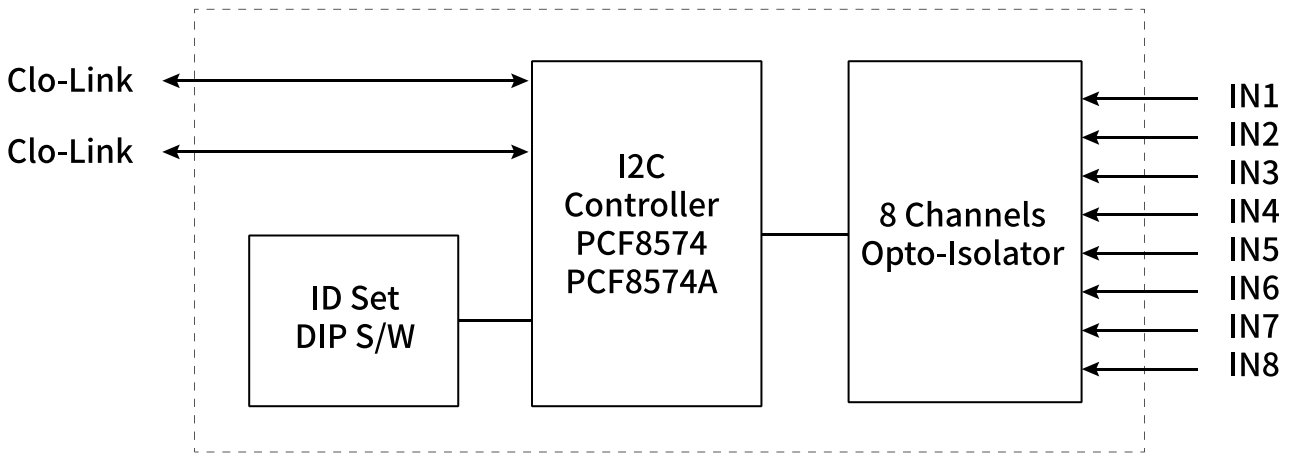 Clo-Link
Clo-Link
ID Set
DIP S/W
I2C
Controller
PCF8574
PCF8574A
8 Channels
Opto-Isolator
IN1
IN2
IN3
IN4
IN5
IN6
IN7
IN8